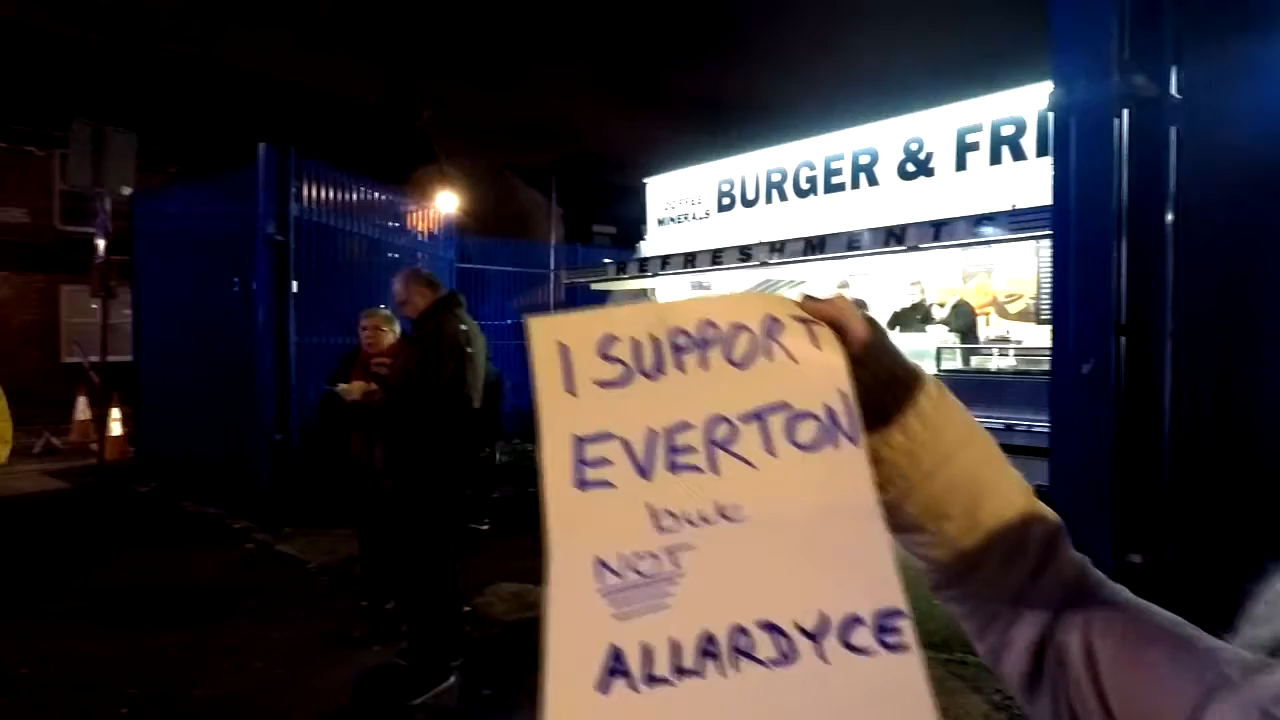 BURGER & FRI
COFFEE
MINERALS
REFRESHMENTS
I SUPPORT
EVERTON
but
NOT
ALLARDYCE